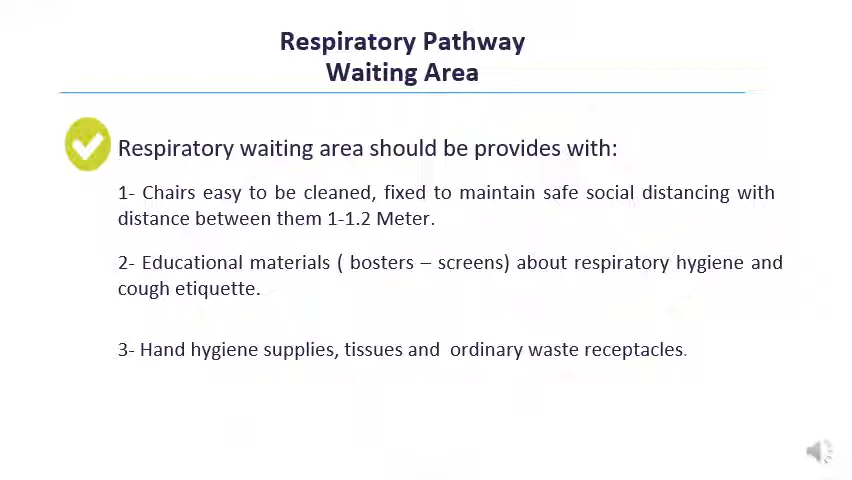 Respiratory Pathway
Waiting Area
Respiratory waiting area should be provides with:
1- Chairs easy to be cleaned, fixed to maintain safe social distancing with
distance between them 1-1.2 Meter.
2- Educational materials ( bosters – screens) about respiratory hygiene and
cough etiquette.
3- Hand hygiene supplies, tissues and ordinary waste receptacles.